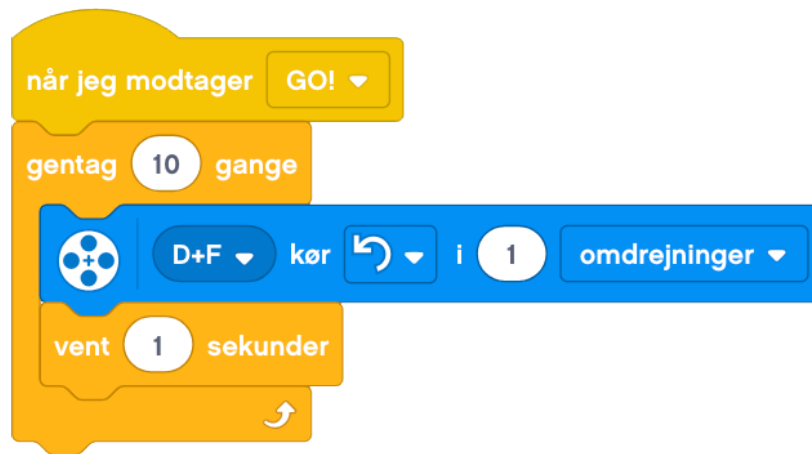 når jeg modtager GO!
gentag 10 gange
D+F kør i 1 omdrejninger
vent 1 sekunder